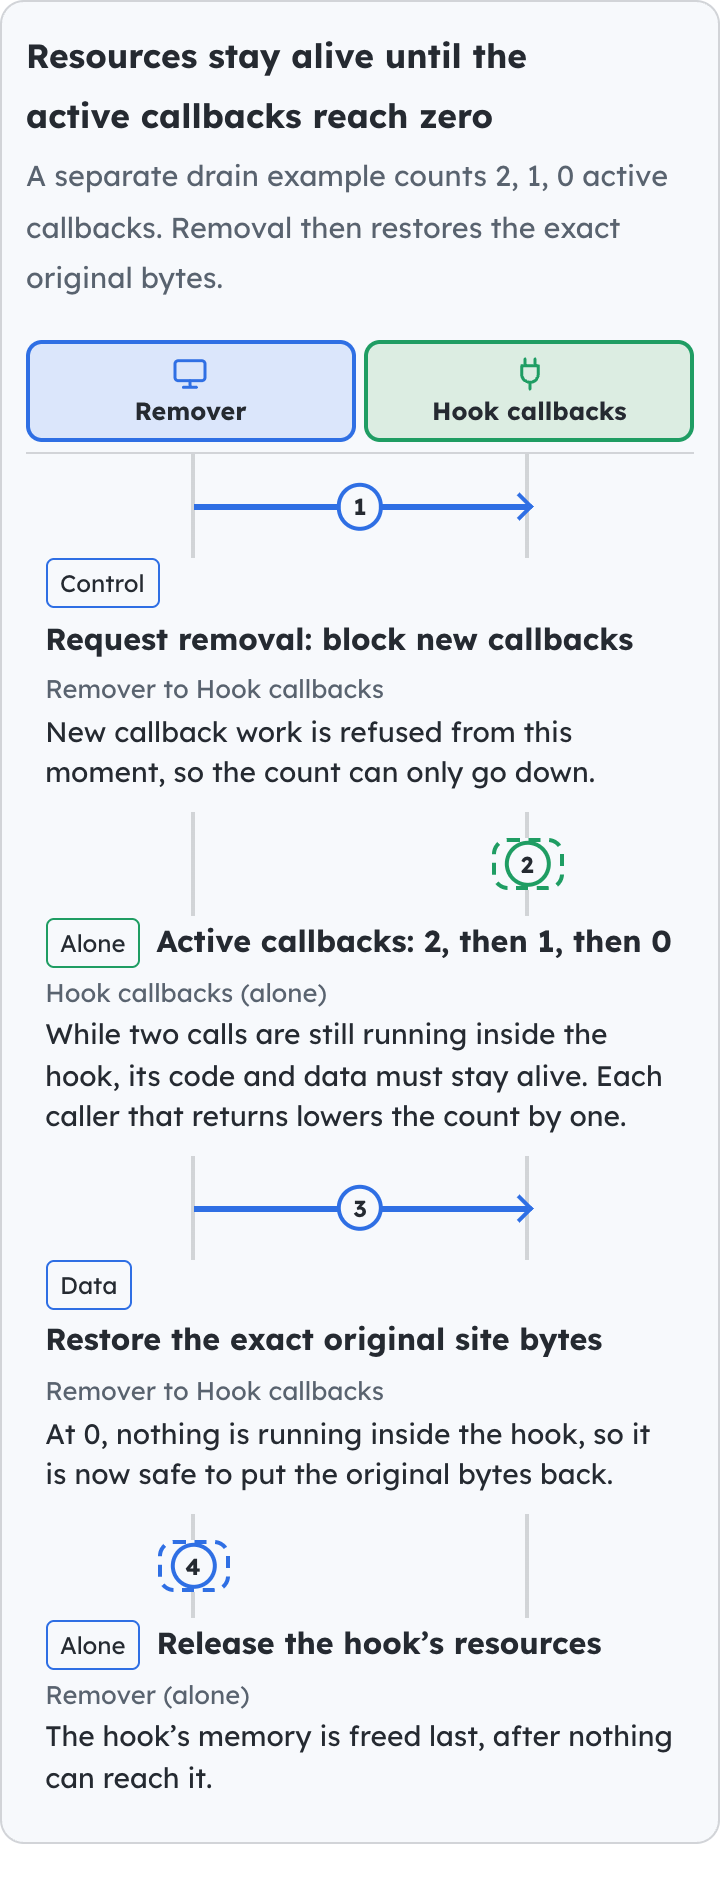 Resources stay alive until the
active callbacks reach zero
A separate drain example counts 2, 1, 0 active
callbacks. Removal then restores the exact
original bytes.
Remover
Hook callbacks
1
Control
Request removal: block new callbacks
Remover to Hook callbacks
New callback work is refused from this
moment, so the count can only go down.
2
Alone Active callbacks: 2, then 1, then 0
Hook callbacks (alone)
While two calls are still running inside the
hook, its code and data must stay alive. Each
caller that returns lowers the count by one.
3
Data
Restore the exact original site bytes
Remover to Hook callbacks
At 0, nothing is running inside the hook, so it
is now safe to put the original bytes back.
4
Alone Release the hook’s resources
Remover (alone)
The hook’s memory is freed last, after nothing
can reach it.